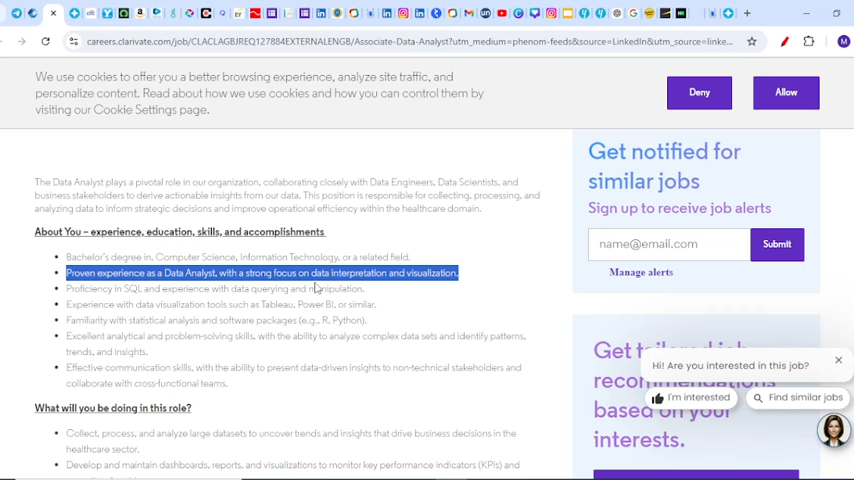 careers.clarivate.com/job/CLACLAGBJREQ127884EXTERNALENGB/Associate-Data-Analyst?utm_medium=phenom-feeds&source=LinkedIn&utm_source=linke...
We use cookies to offer you a better browsing experience, analyze site traffic, and
personalize content. Read about how we use cookies and how you can control them by
visiting our Cookie Settings page.
Deny
Allow
The Data Analyst plays a pivotal role in our organization, collaborating closely with Data Engineers, Data Scientists, and
business stakeholders to derive actionable insights from our data. This position is responsible for collecting, processing, and
analyzing data to inform strategic decisions and improve operational efficiency within the healthcare domain.
About You – experience, education, skills, and accomplishments
Bachelor's degree in, Computer Science, Information Technology, or a related field.
Proven experience as a Data Analyst, with a strong focus on data interpretation and visualization.
Proficiency in SQL and experience with data querying and manipulation.
Experience with data visualization tools such as Tableau, Power BI, or similar.
Familiarity with statistical analysis and software packages (e.g., R, Python).
Excellent analytical and problem-solving skills, with the ability to analyze complex data sets and identify patterns,
trends, and insights.
Effective communication skills, with the ability to present data-driven insights to non-technical stakeholders and
collaborate with cross-functional teams.
What will you be doing in this role?
Collect, process, and analyze large datasets to uncover trends and insights that drive business decisions in the
healthcare sector.
Develop and maintain dashboards, reports, and visualizations to monitor key performance indicators (KPIs) and
Get notified for
similar jobs
Sign up to receive job alerts
name@email.com
Submit
Manage alerts
Get tailored job
recommendations
based on your
interests.
Hi! Are you interested in this job?
I'm interested
Find similar jobs